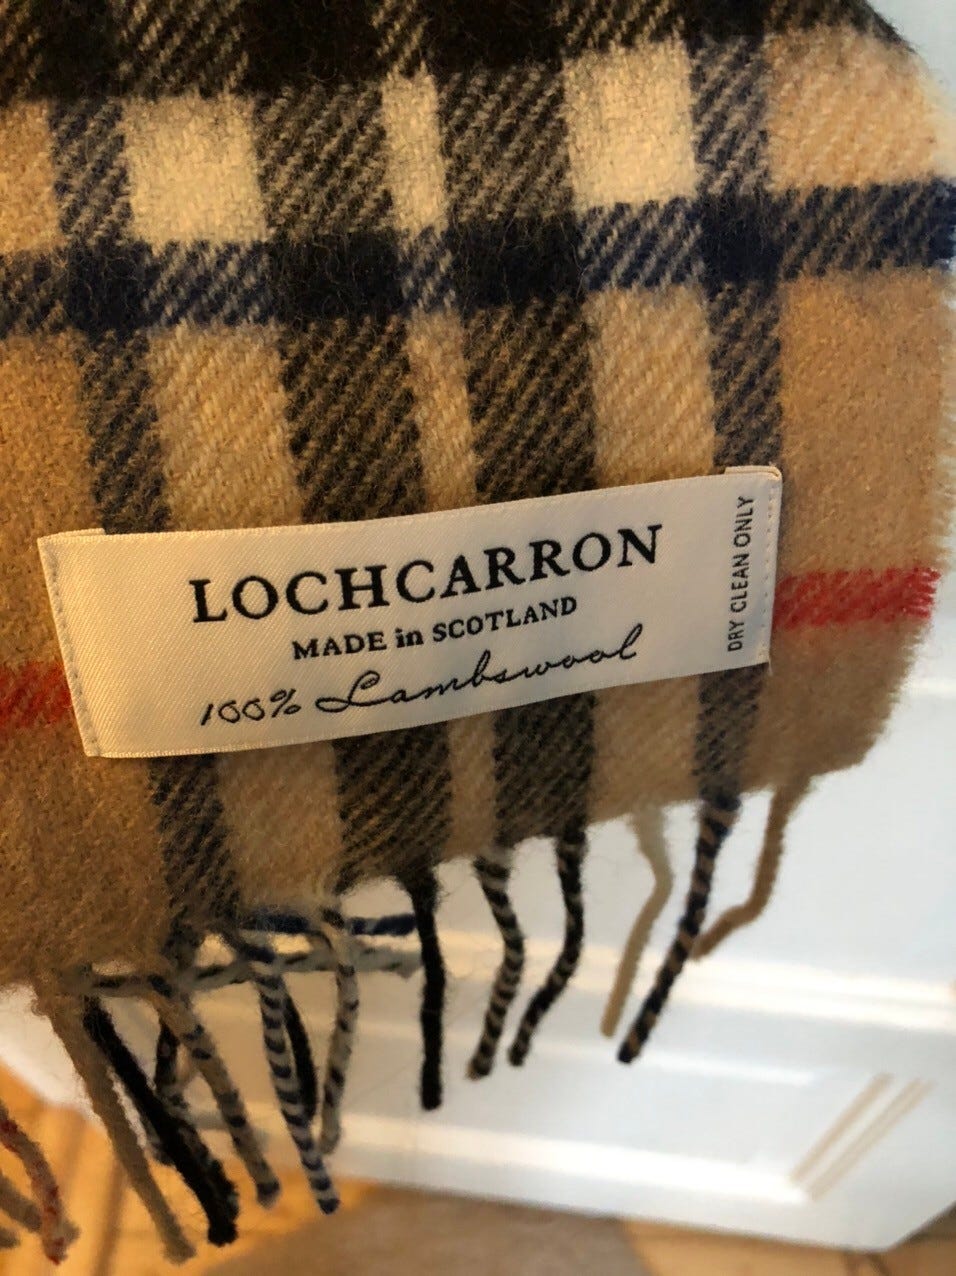 LOCHCARRON
MADE in SCOTLAND
100% Lambswool
DRY CLEAN ONLY